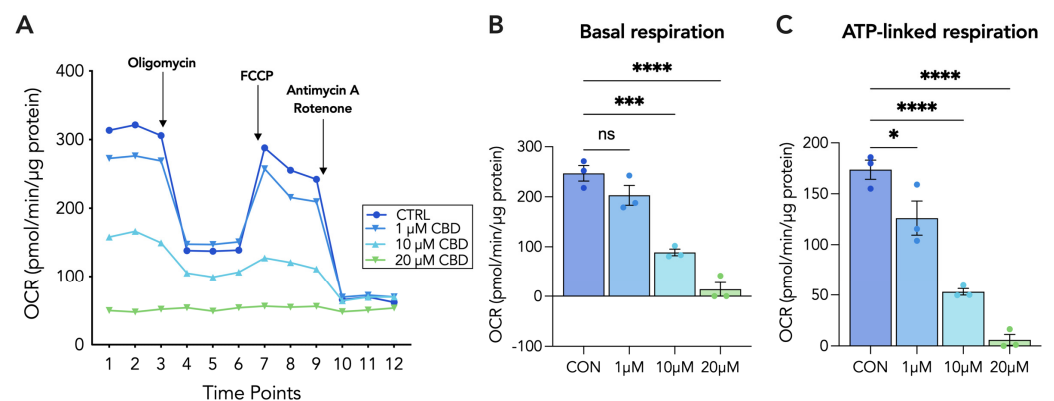 A
OCR (pmol/min/µg protein)
400
300
200
100
0
Oligomycin
FCCP
Antimycin A
Rotenone
CTRL
1 µM CBD
10 µM CBD
20 µM CBD
1 2 3 4 5 6 7 8 9 10 11 12
Time Points
B
Basal respiration
****
***
ns
OCR (pmol/min/µg protein)
300
200
100
0
-100
CON 1µM 10µM 20µM
C
ATP-linked respiration
****
****
*
OCR (pmol/min/µg protein)
200
150
100
50
0
CON 1µM 10µM 20µM